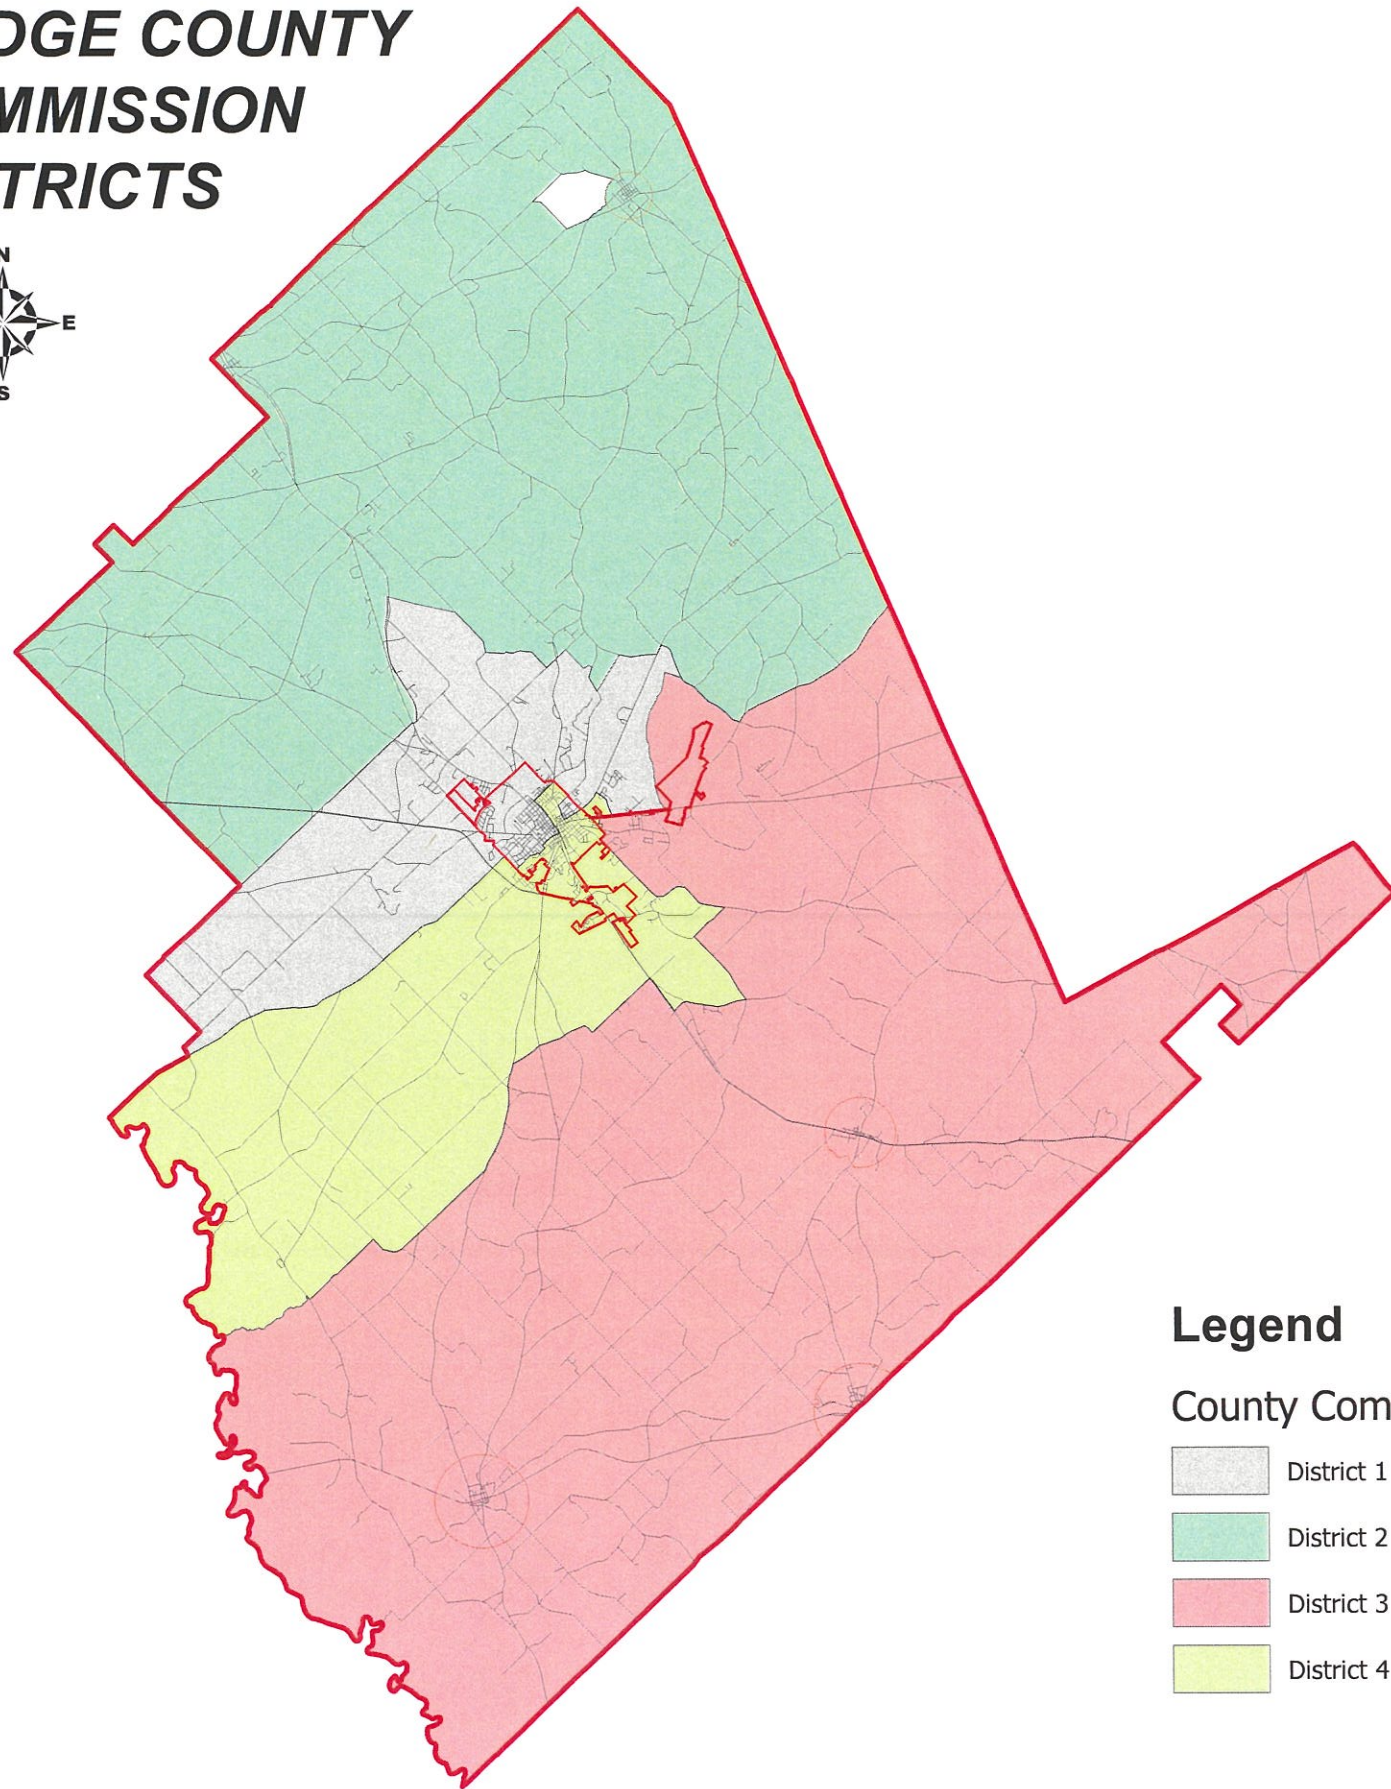 DGE COUNTY
MMISSION
TRICTS
N
E
S
Legend
County Com
District 1
District 2
District 3
District 4